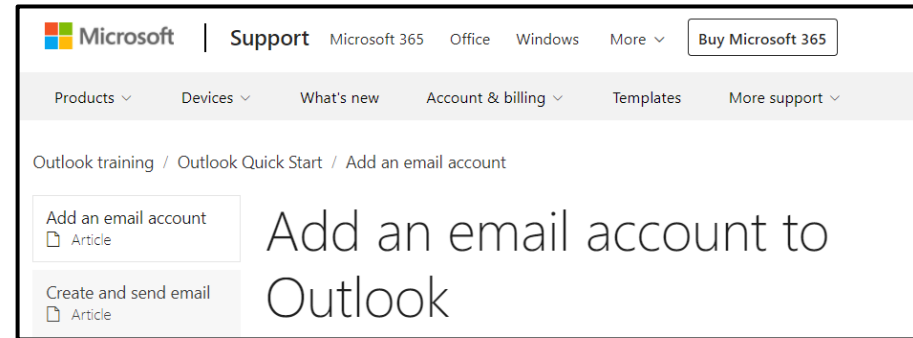 Microsoft Support Microsoft 365 Office Windows More Buy Microsoft 365
Products Devices What's new Account & billing Templates More support
Outlook training / Outlook Quick Start / Add an email account
Add an email account
Article
Create and send email
Article
Add an email account to
Outlook